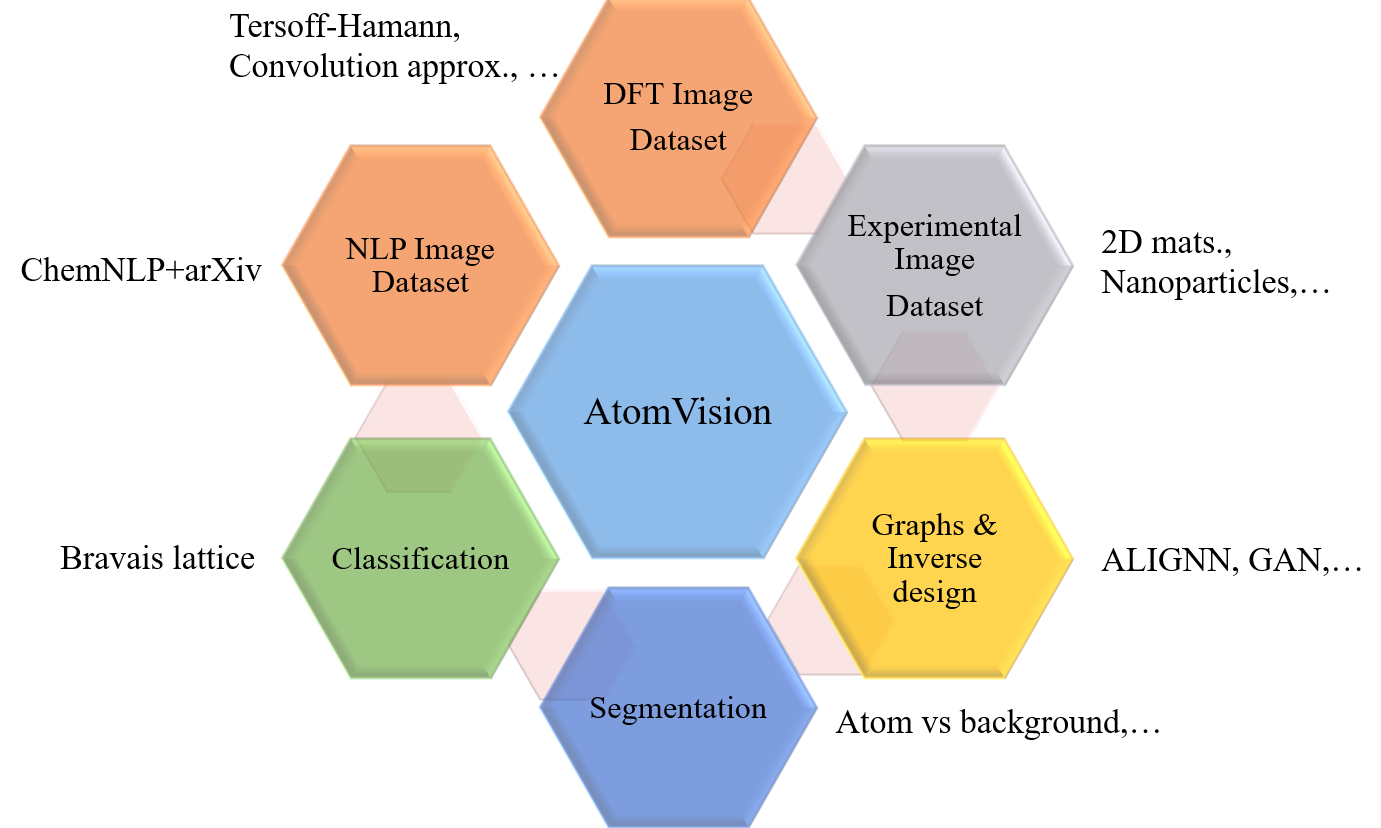 Tersoff-Hamann,
Convolution approx., …
DFT Image
Dataset
NLP Image
Dataset
ChemNLP+arXiv
Experimental
Image
Dataset
2D mats.,
Nanoparticles,…
AtomVision
Bravais lattice
Classification
Graphs &
Inverse
design
ALIGNN, GAN,…
Segmentation
Atom vs background,…